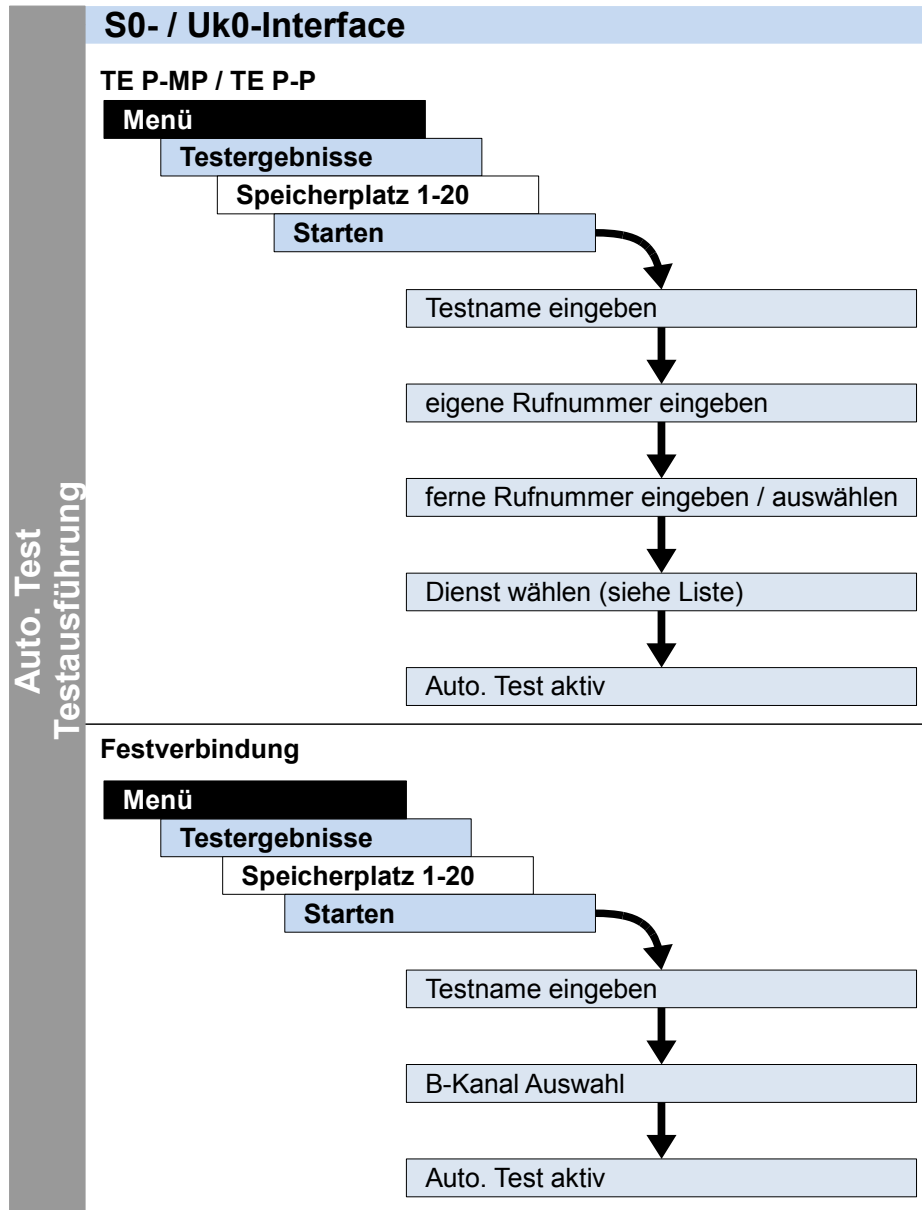 S0- / Uk0-Interface
Auto. Test
Testausführung
TE P-MP / TE P-P
Menü
Testergebnisse
Speicherplatz 1-20
Starten
Testname eingeben
eigene Rufnummer eingeben
ferne Rufnummer eingeben / auswählen
Dienst wählen (siehe Liste)
Auto. Test aktiv
Festverbindung
Menü
Testergebnisse
Speicherplatz 1-20
Starten
Testname eingeben
B-Kanal Auswahl
Auto. Test aktiv